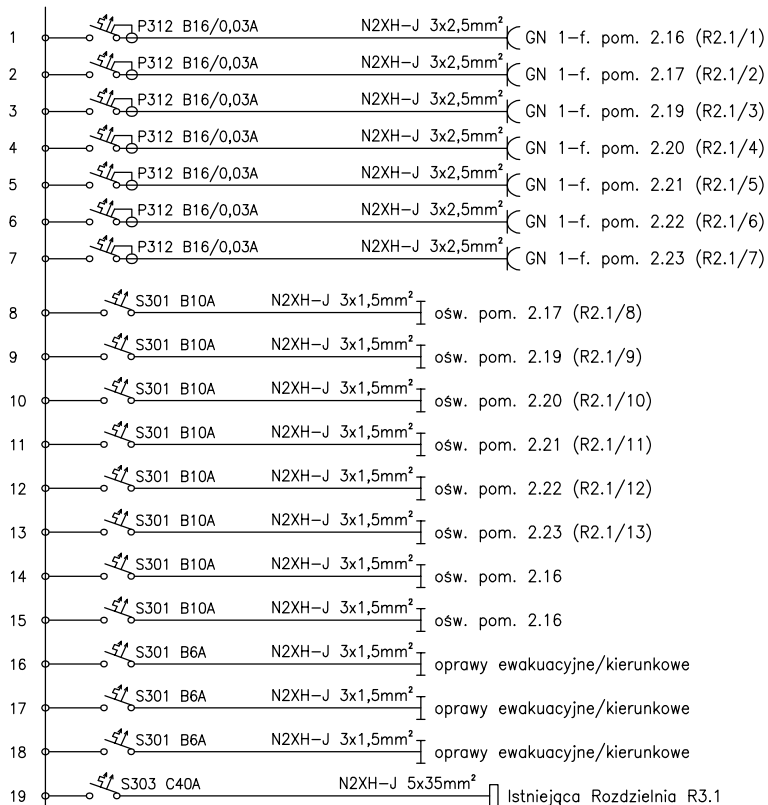 1 P312 B16/0,03A N2XH-J 3x2,5mm² GN 1-f. pom. 2.16 (R2.1/1)
2 P312 B16/0,03A N2XH-J 3x2,5mm² GN 1-f. pom. 2.17 (R2.1/2)
3 P312 B16/0,03A N2XH-J 3x2,5mm² GN 1-f. pom. 2.19 (R2.1/3)
4 P312 B16/0,03A N2XH-J 3x2,5mm² GN 1-f. pom. 2.20 (R2.1/4)
5 P312 B16/0,03A N2XH-J 3x2,5mm² GN 1-f. pom. 2.21 (R2.1/5)
6 P312 B16/0,03A N2XH-J 3x2,5mm² GN 1-f. pom. 2.22 (R2.1/6)
7 P312 B16/0,03A N2XH-J 3x2,5mm² GN 1-f. pom. 2.23 (R2.1/7)
8 S301 B10A N2XH-J 3x1,5mm² ośw. pom. 2.17 (R2.1/8)
9 S301 B10A N2XH-J 3x1,5mm² ośw. pom. 2.19 (R2.1/9)
10 S301 B10A N2XH-J 3x1,5mm² ośw. pom. 2.20 (R2.1/10)
11 S301 B10A N2XH-J 3x1,5mm² ośw. pom. 2.21 (R2.1/11)
12 S301 B10A N2XH-J 3x1,5mm² ośw. pom. 2.22 (R2.1/12)
13 S301 B10A N2XH-J 3x1,5mm² ośw. pom. 2.23 (R2.1/13)
14 S301 B10A N2XH-J 3x1,5mm² ośw. pom. 2.16
15 S301 B10A N2XH-J 3x1,5mm² ośw. pom. 2.16
16 S301 B6A N2XH-J 3x1,5mm² oprawy ewakuacyjne/kierunkowe
17 S301 B6A N2XH-J 3x1,5mm² oprawy ewakuacyjne/kierunkowe
18 S301 B6A N2XH-J 3x1,5mm² oprawy ewakuacyjne/kierunkowe
19 S303 C40A N2XH-J 5x35mm² Istniejąca Rozdzielnia R3.1